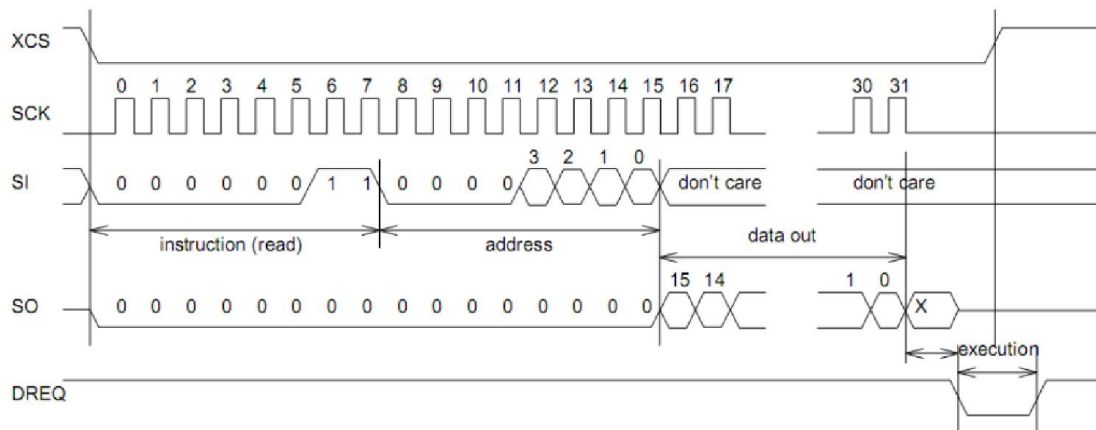 XCS
0 1 2 3 4 5 6 7 8 9 10 11 12 13 14 15 16 17 30 31
SCK
3 2 1 0
SI 0 0 0 0 0 0 1 1 0 0 0 0 don't care don't care
instruction (read) address data out
15 14 1 0
SO 0 0 0 0 0 0 0 0 0 0 0 0 0 0 0 0 X
execution
DREQ